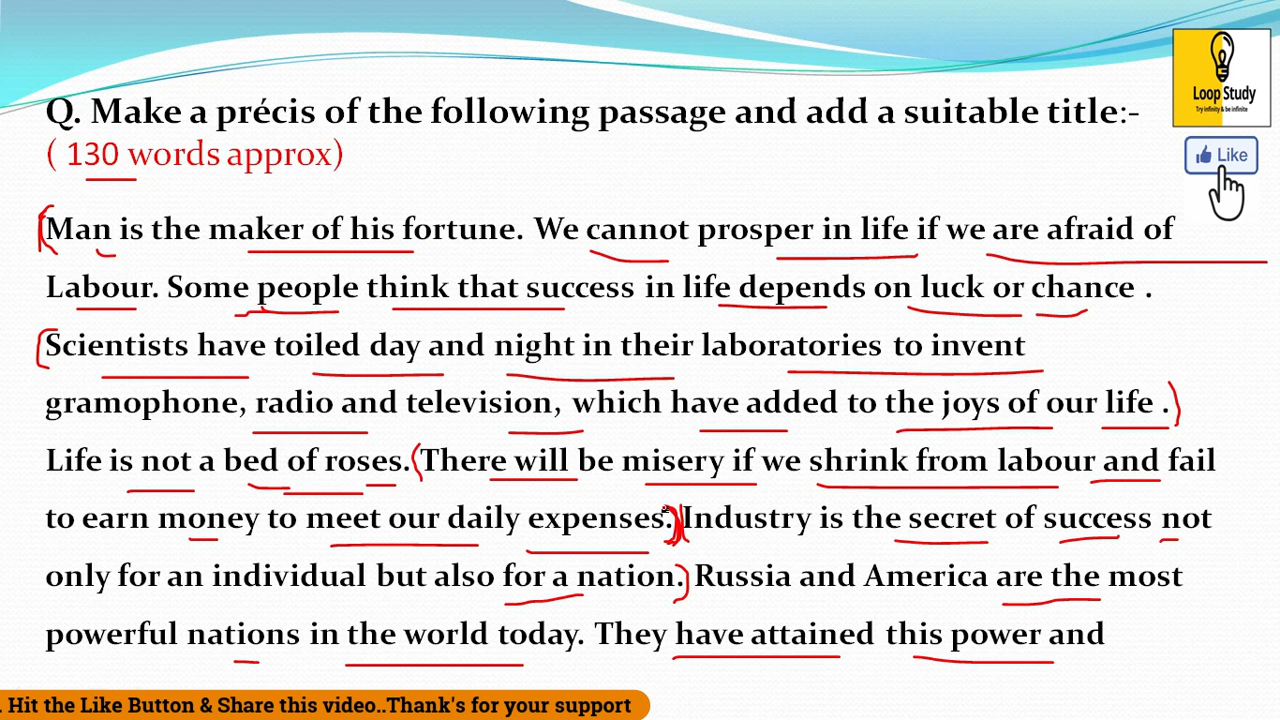 Q. Make a précis of the following passage and add a suitable title:-
( 130 words approx)
Man is the maker of his fortune. We cannot prosper in life if we are afraid of
Labour. Some people think that success in life depends on luck or chance .
Scientists have toiled day and night in their laboratories to invent
gramophone, radio and television, which have added to the joys of our life .
Life is not a bed of roses. There will be misery if we shrink from labour and fail
to earn money to meet our daily expenses. Industry is the secret of success not
only for an individual but also for a nation. Russia and America are the most
powerful nations in the world today. They have attained this power and
Loop Study
Try infinity & be infinite
Like
. Hit the Like Button & Share this video..Thank's for your support